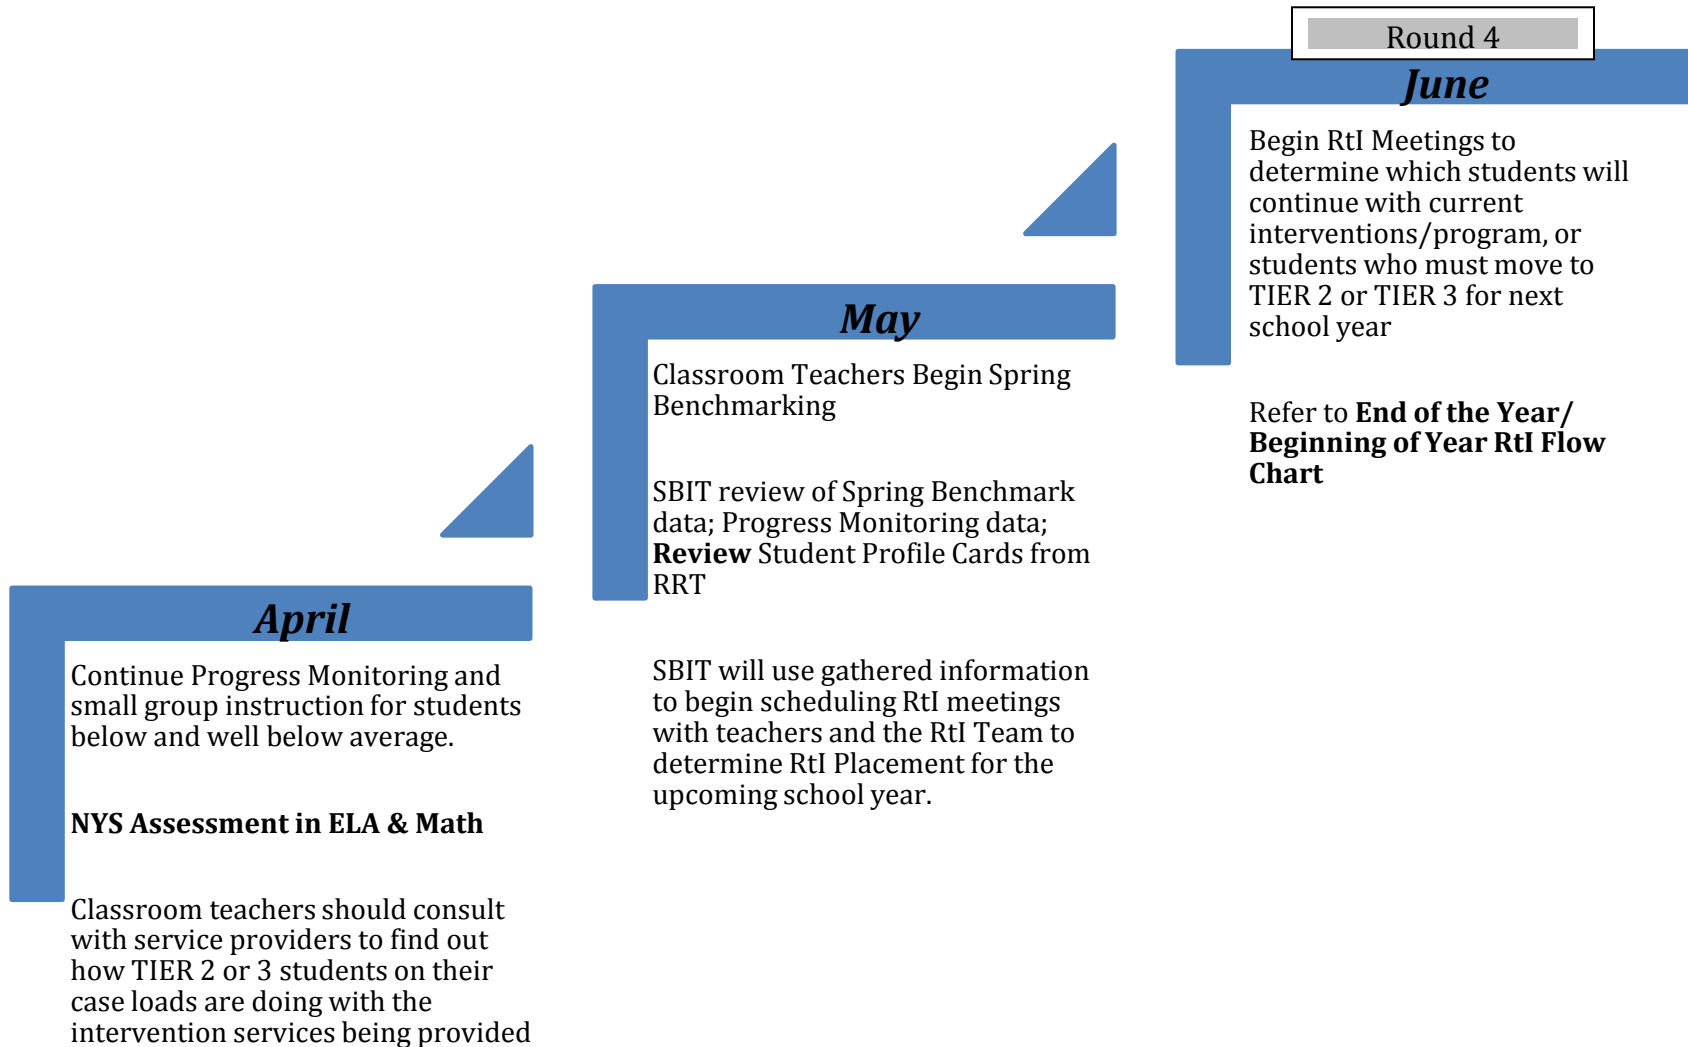 April
Continue Progress Monitoring and
small group instruction for students
below and well below average.
NYS Assessment in ELA & Math
Classroom teachers should consult
with service providers to find out
how TIER 2 or 3 students on their
case loads are doing with the
intervention services being provided
May
Classroom Teachers Begin Spring
Benchmarking
SBIT review of Spring Benchmark
data; Progress Monitoring data;
Review Student Profile Cards from
RRT
SBIT will use gathered information
to begin scheduling RtI meetings
with teachers and the RtI Team to
determine RtI Placement for the
upcoming school year.
Round 4
June
Begin RtI Meetings to
determine which students will
continue with current
interventions/program, or
students who must move to
TIER 2 or TIER 3 for next
school year
Refer to End of the Year/
Beginning of Year RtI Flow
Chart